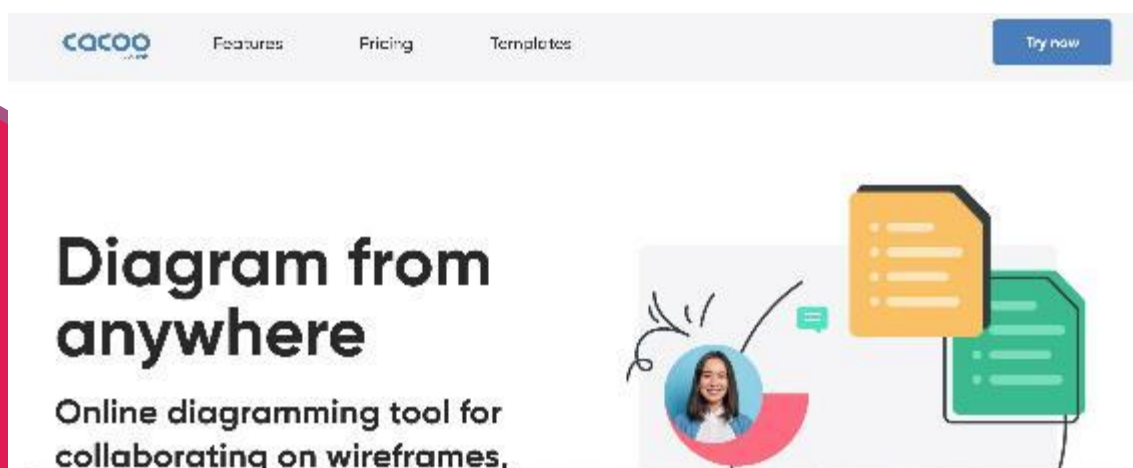 cacoo
Features Pricing Templates
Try now
Diagram from
anywhere
Online diagramming tool for
collaborating on wireframes,